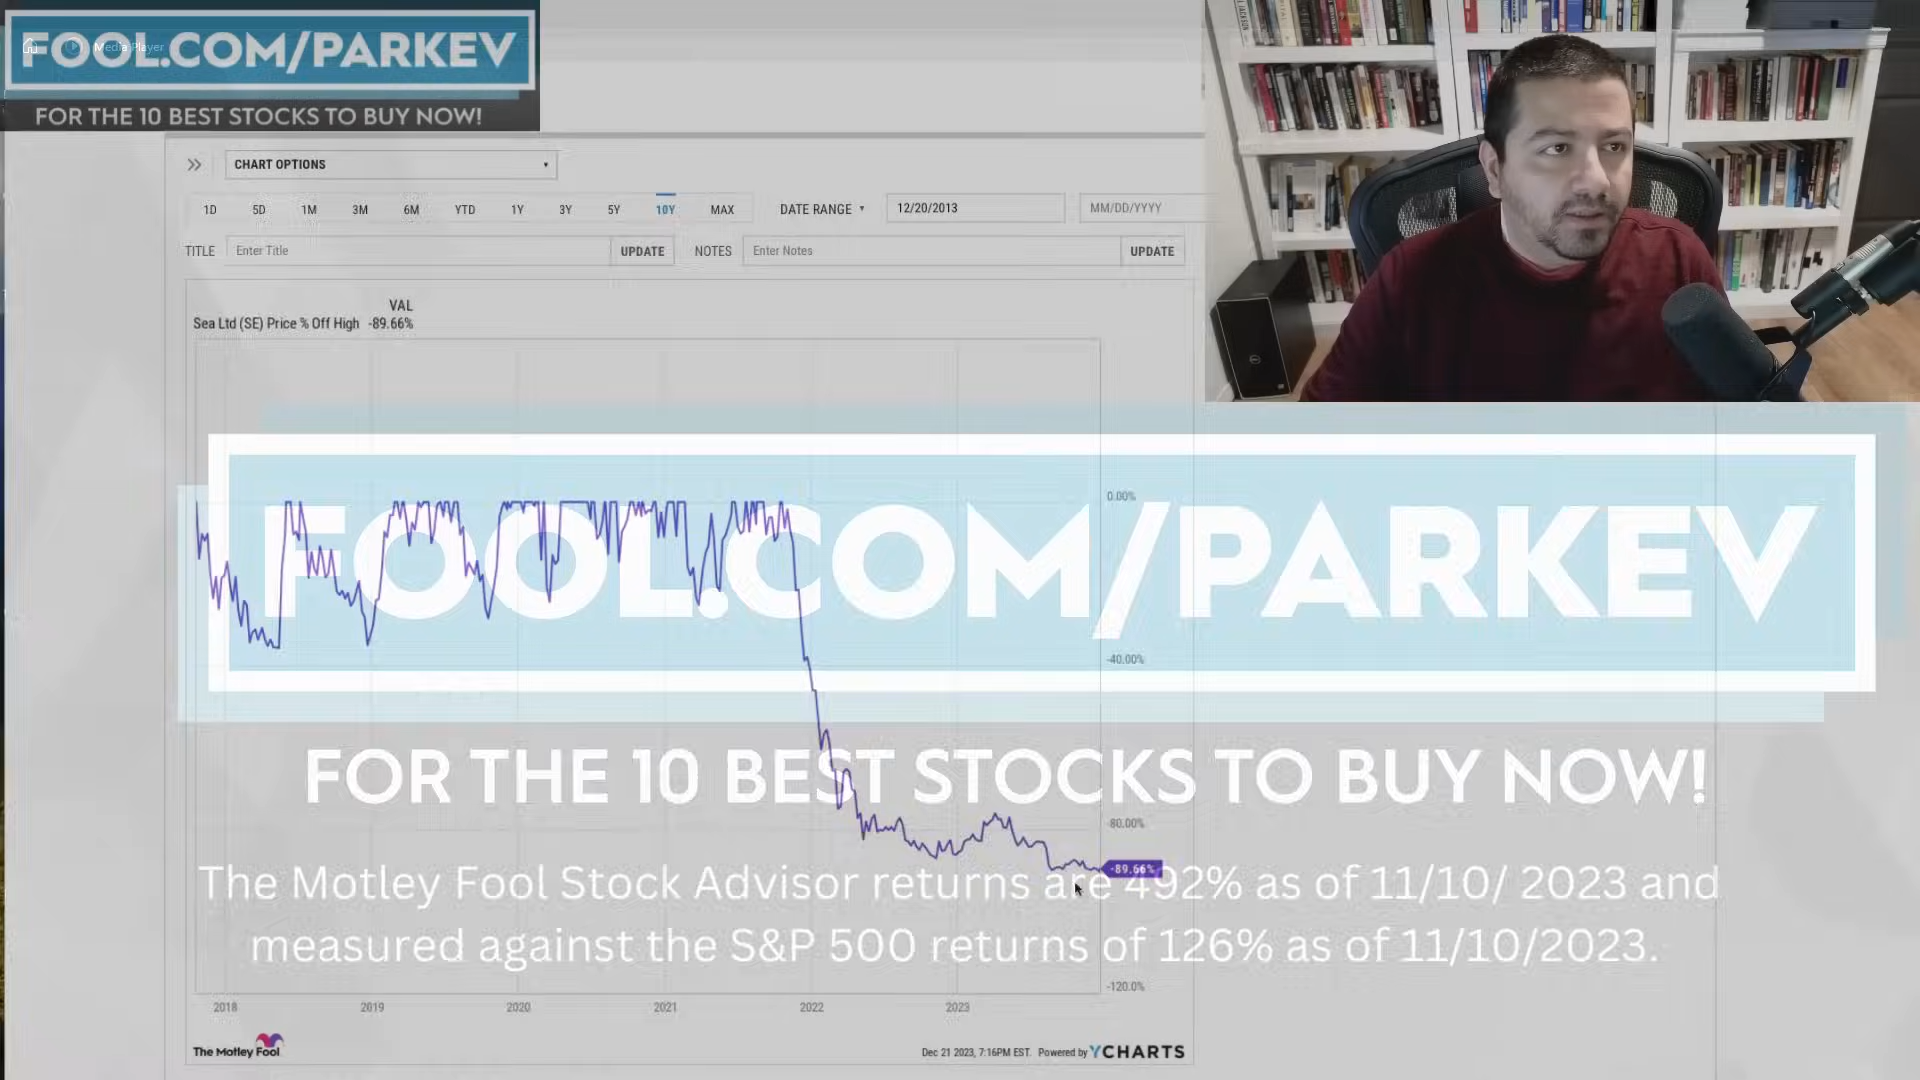 FOOL.COM/PARKEV
Media Player
FOR THE 10 BEST STOCKS TO BUY NOW!
CHART OPTIONS
1D 5D 1M 3M 6M YTD 1Y 3Y 5Y 10Y MAX DATE RANGE 12/20/2013 MM/DD/YYYY
TITLE Enter Title UPDATE NOTES Enter Notes UPDATE
VAL
Sea Ltd (SE) Price % Off High -89.66%
0.00%
FOOL.COM/PARKEV
-40.00%
FOR THE 10 BEST STOCKS TO BUY NOW!
-80.00%
-89.66%
The Motley Fool Stock Advisor returns are 492% as of 11/10/ 2023 and
measured against the S&P 500 returns of 126% as of 11/10/2023.
-120.0%
2018 2019 2020 2021 2022 2023
The Motley Fool
Dec 21 2023, 7:16PM EST. Powered by YCHARTS